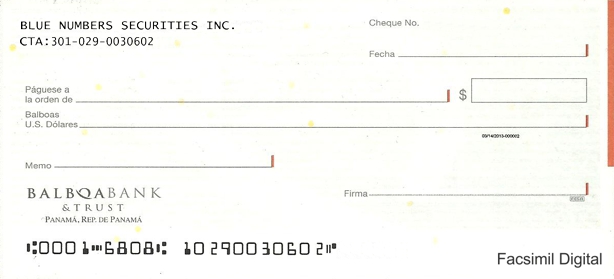 BLUE NUMBERS SECURITIES INC.
CTA:301-029-0030602
Cheque No.
Fecha
Páguese a
la orden de
$
Balboas
U.S. Dólares
03/14/2013-000002
Memo
Firma
BALBOA BANK
& TRUST
PANAMÁ, REP. DE PANAMÁ
⑆0001⑉6808⑆ 10290030602⑈
Facsimil Digital